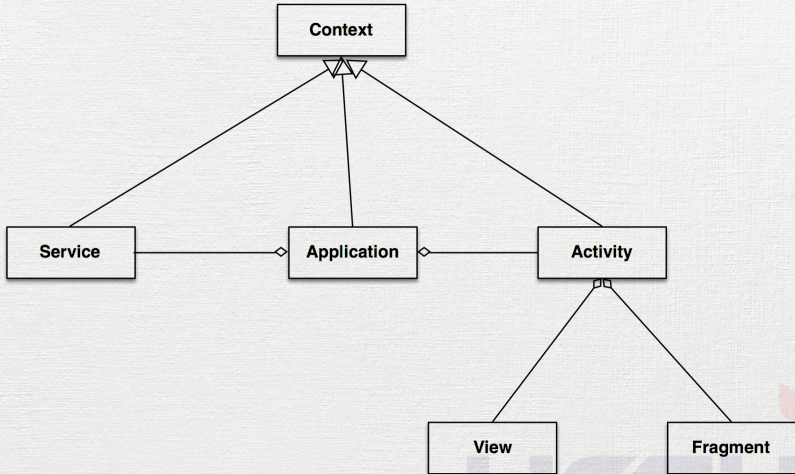 Context
Service
Application
Activity
View
Fragment